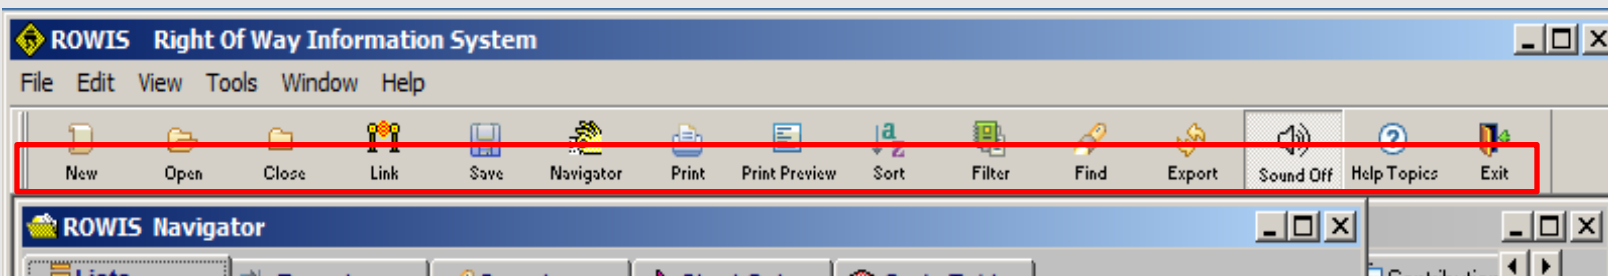 ROWIS Right Of Way Information System
File Edit View Tools Window Help
New Open Close Link Save Navigator Print Print Preview Sort Filter Find Export Sound Off Help Topics Exit
ROWIS Navigator